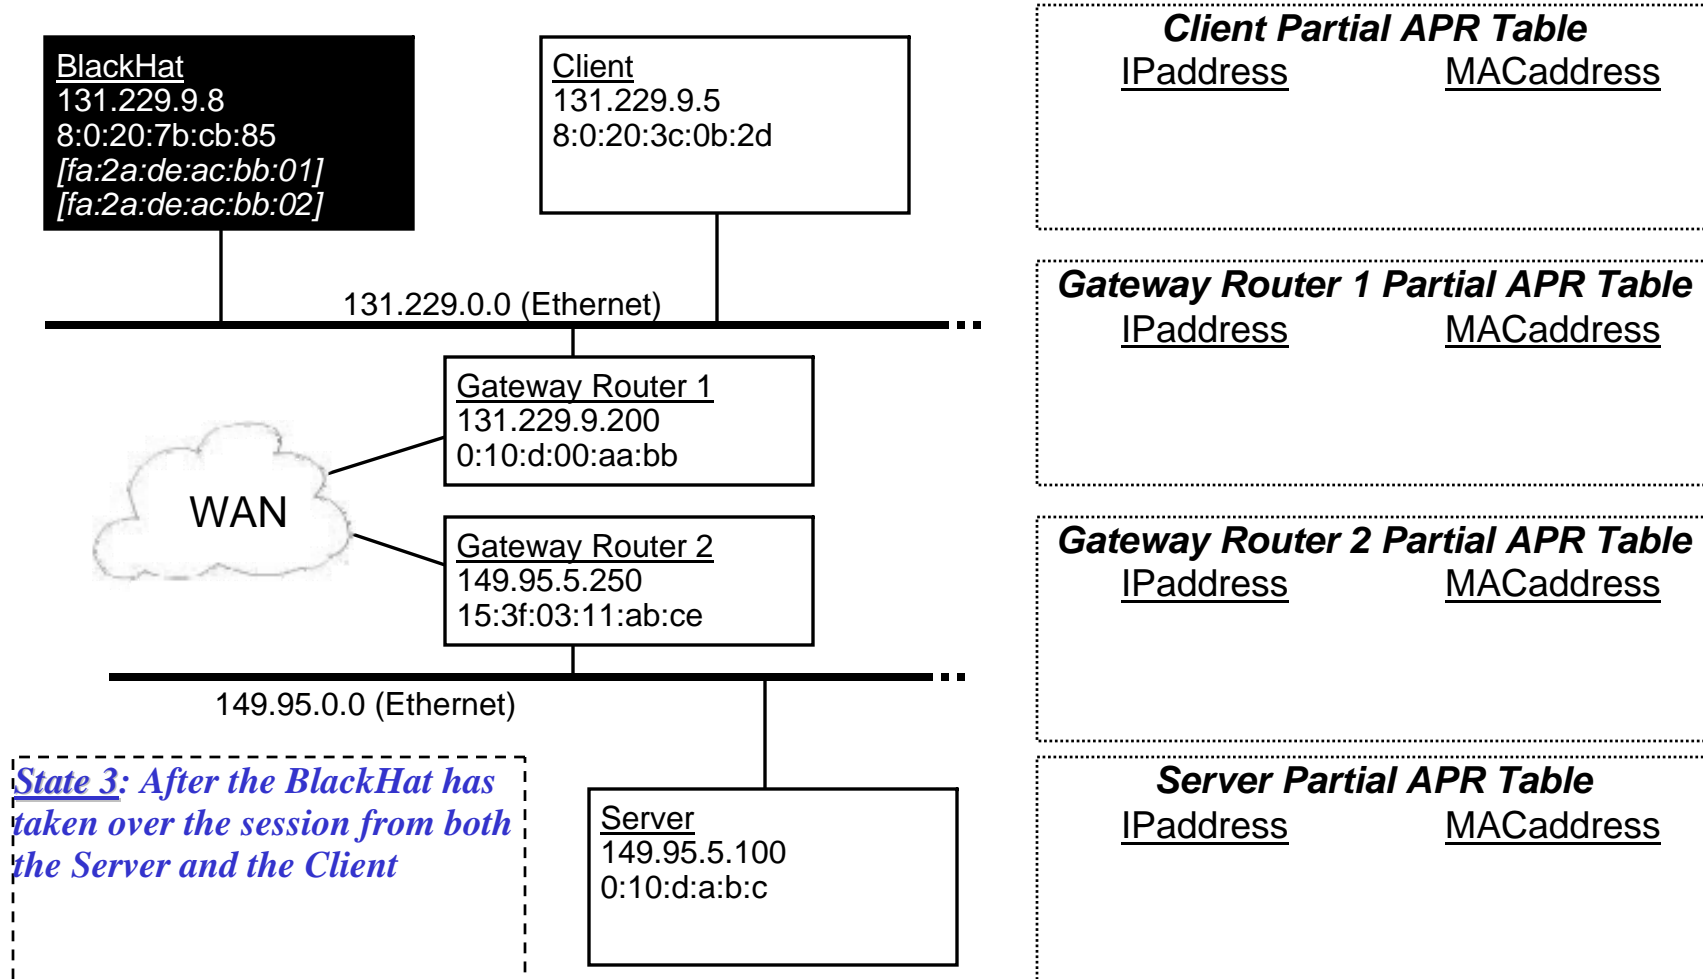 BlackHat
131.229.9.8
8:0:20:7b:cb:85
[fa:2a:de:ac:bb:01]
[fa:2a:de:ac:bb:02]
Client
131.229.9.5
8:0:20:3c:0b:2d
131.229.0.0 (Ethernet)
Gateway Router 1
131.229.9.200
0:10:d:00:aa:bb
WAN
Gateway Router 2
149.95.5.250
15:3f:03:11:ab:ce
149.95.0.0 (Ethernet)
State 3: After the BlackHat has
taken over the session from both
the Server and the Client
Server
149.95.5.100
0:10:d:a:b:c
Client Partial APR Table
IPaddress MACaddress
Gateway Router 1 Partial APR Table
IPaddress MACaddress
Gateway Router 2 Partial APR Table
IPaddress MACaddress
Server Partial APR Table
IPaddress MACaddress